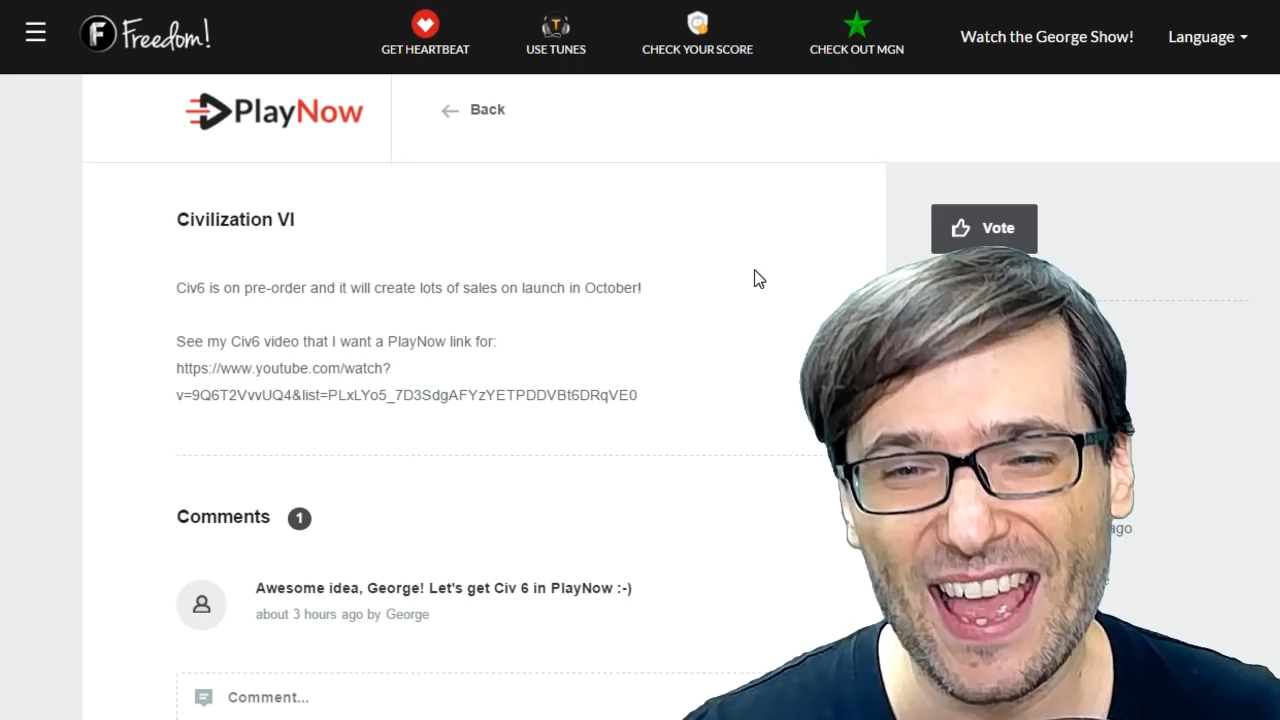 F Freedom!
GET HEARTBEAT
T
USE TUNES
CHECK YOUR SCORE
CHECK OUT MGN
Watch the George Show!
Language
PlayNow
Back
Civilization VI
Vote
Civ6 is on pre-order and it will create lots of sales on launch in October!
See my Civ6 video that I want a PlayNow link for:
https://www.youtube.com/watch?
v=9Q6T2VvvUQ4&list=PLxLYo5_7D3SdgAFYzYETPDDVBt6DRqVE0
Comments 1
ago
e
Awesome idea, George! Let's get Civ 6 in PlayNow :-)
about 3 hours ago by George
Comment...